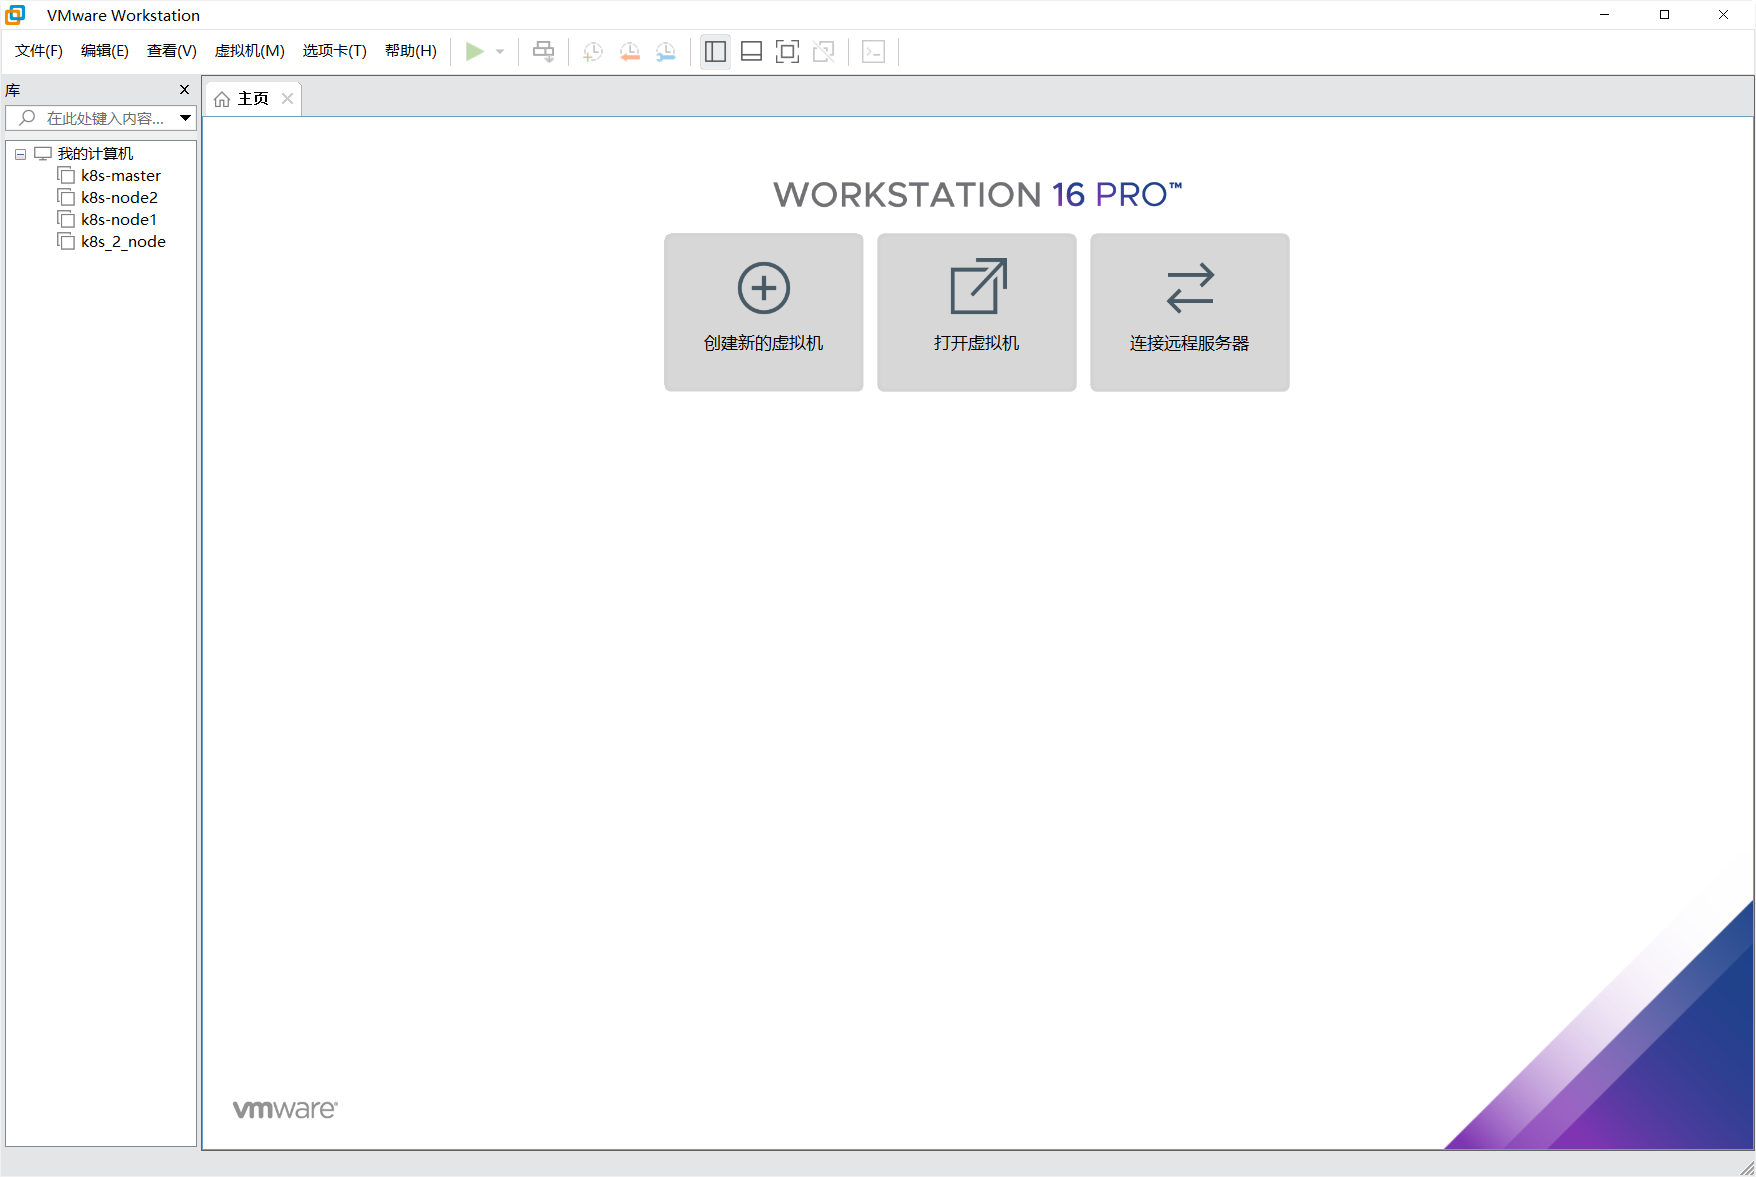 VMware Workstation
文件(F) 编辑(E) 查看(V) 虚拟机(M) 选项卡(T) 帮助(H)
库
在此处键入内容...
我的计算机
k8s-master
k8s-node2
k8s-node1
k8s_2_node
主页
WORKSTATION 16 PRO™
创建新的虚拟机
打开虚拟机
连接远程服务器
vmware®